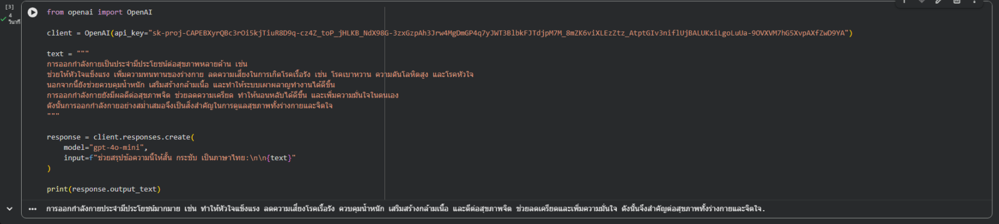 [3]
4
วินาที
from openai import OpenAI
client = OpenAI(api_key="")
text = """
การออกกำลังกายเป็นประจำมีประโยชน์ต่อสุขภาพหลายด้าน เช่น
ช่วยให้หัวใจแข็งแรง เพิ่มความทนทานของร่างกาย ลดความเสี่ยงในการเกิดโรคเรื้อรัง เช่น โรคเบาหวาน ความดันโลหิตสูง และโรคหัวใจ
นอกจากนี้ยังช่วยควบคุมน้ำหนัก เสริมสร้างกล้ามเนื้อ และทำให้ระบบเผาผลาญทำงานได้ดีขึ้น
การออกกำลังกายยังมีผลดีต่อสุขภาพจิต ช่วยลดความเครียด ทำให้นอนหลับได้ดีขึ้น และเพิ่มความมั่นใจในตนเอง
ดังนั้นการออกกำลังกายอย่างสม่ำเสมอจึงเป็นสิ่งสำคัญในการดูแลสุขภาพทั้งร่างกายและจิตใจ
"""
response = client.responses.create(
model="gpt-4o-mini",
input=f"ช่วยสรุปข้อความนี้ให้สั้น กระชับ เป็นภาษาไทย:\n\n{text}"
)
print(response.output_text)
การออกกำลังกายประจำมีประโยชน์มากมาย เช่น ทำให้หัวใจแข็งแรง ลดความเสี่ยงโรคเรื้อรัง ควบคุมน้ำหนัก เสริมสร้างกล้ามเนื้อ และดีต่อสุขภาพจิต ช่วยลดเครียดและเพิ่มความมั่นใจ ดังนั้นจึงสำคัญต่อสุขภาพทั้งร่างกายและจิตใจ.